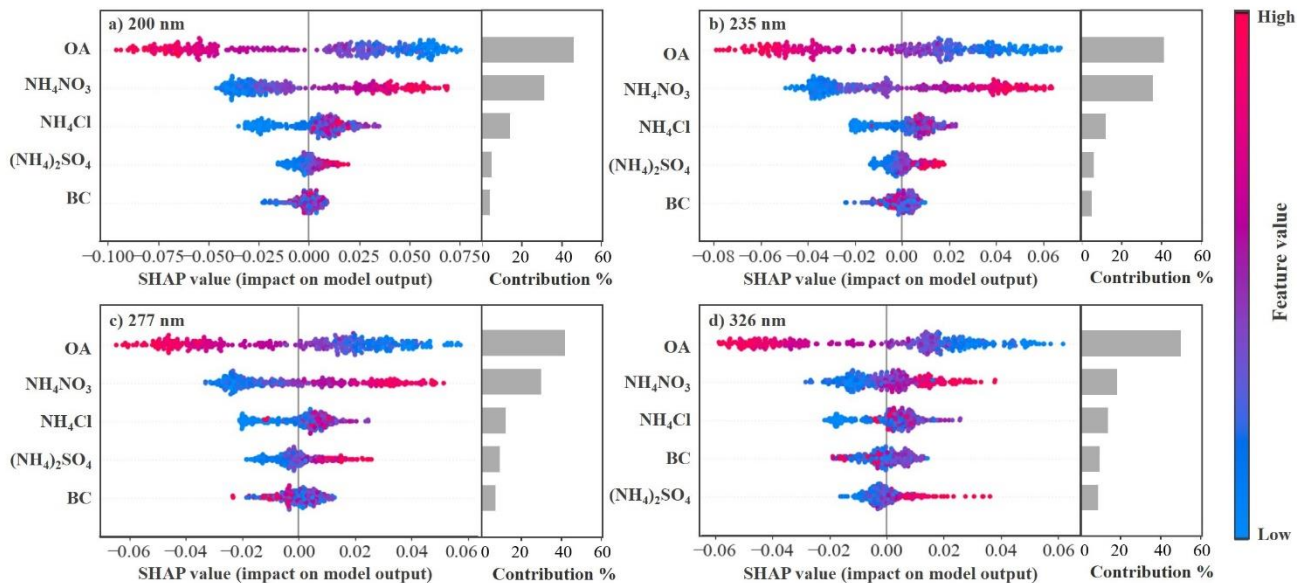 a) 200 nm
OA
NH₄NO₃
NH₄Cl
(NH₄)₂SO₄
BC
−0.100 −0.075 −0.050 −0.025 0.000 0.025 0.050 0.075
SHAP value (impact on model output)
0 20 40 60
Contribution %
b) 235 nm
OA
NH₄NO₃
NH₄Cl
(NH₄)₂SO₄
BC
−0.08 −0.06 −0.04 −0.02 0.00 0.02 0.04 0.06
SHAP value (impact on model output)
0 20 40 60
Contribution %
c) 277 nm
OA
NH₄NO₃
NH₄Cl
(NH₄)₂SO₄
BC
−0.06 −0.04 −0.02 0.00 0.02 0.04 0.06
SHAP value (impact on model output)
0 20 40 60
Contribution %
d) 326 nm
OA
NH₄NO₃
NH₄Cl
BC
(NH₄)₂SO₄
−0.06 −0.04 −0.02 0.00 0.02 0.04 0.06
SHAP value (impact on model output)
0 20 40 60
Contribution %
High
Feature value
Low